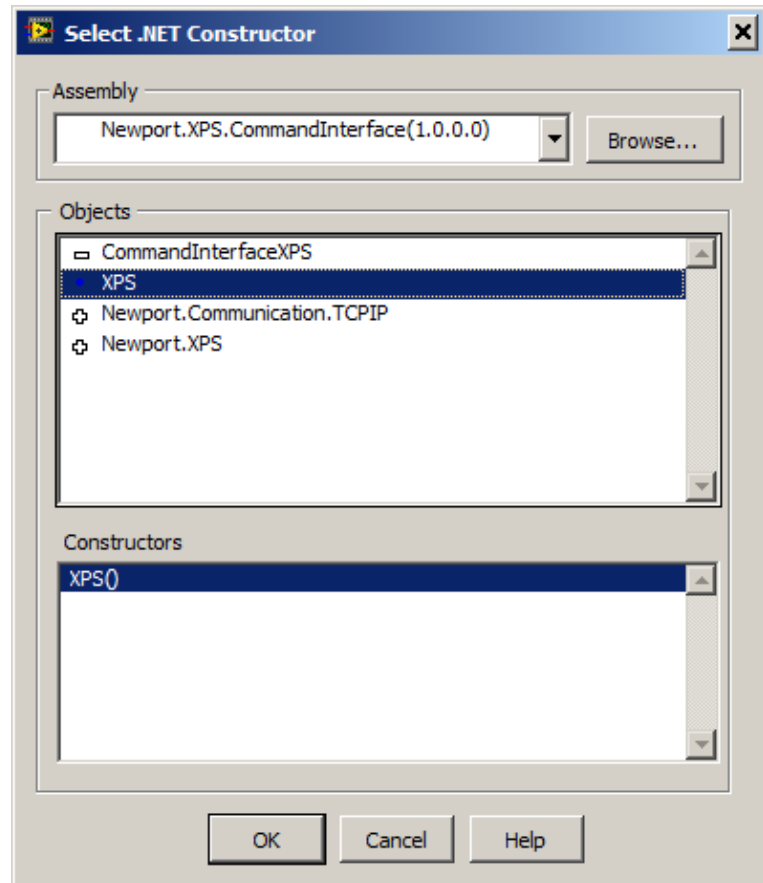 Select .NET Constructor
Assembly
Newport.XPS.CommandInterface(1.0.0.0)
Browse...
Objects
CommandInterfaceXPS
XPS
Newport.Communication.TCPIP
Newport.XPS
Constructors
XPS()
OK
Cancel
Help